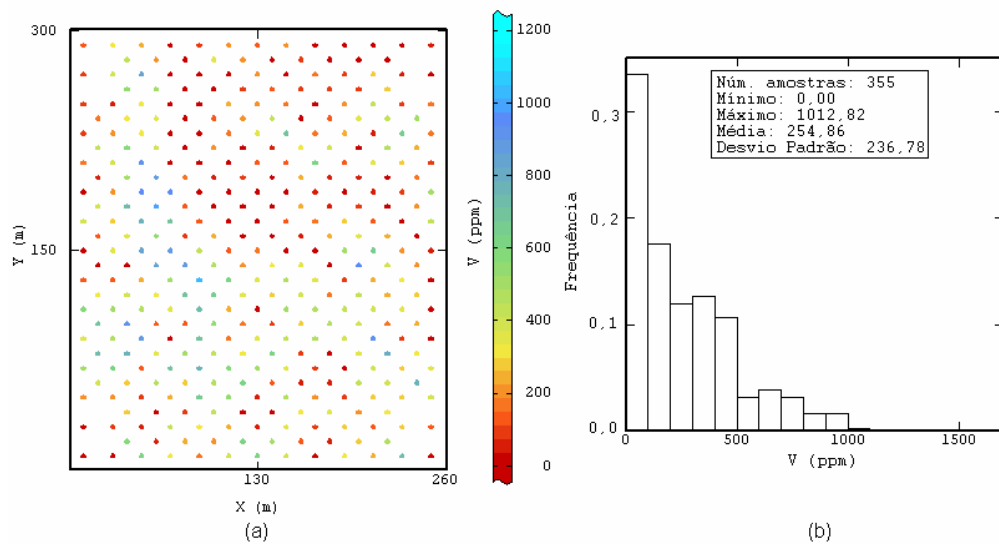 300
150
Y (m)
130
260
X (m)
(a)
1200
1000
800
600
400
200
0
V (ppm)
Núm. amostras: 355
Mínimo: 0,00
Máximo: 1012,82
Média: 254,86
Desvio Padrão: 236,78
0,3
0,2
0,1
0,0
Frequência
0
500
1000
1500
V (ppm)
(b)